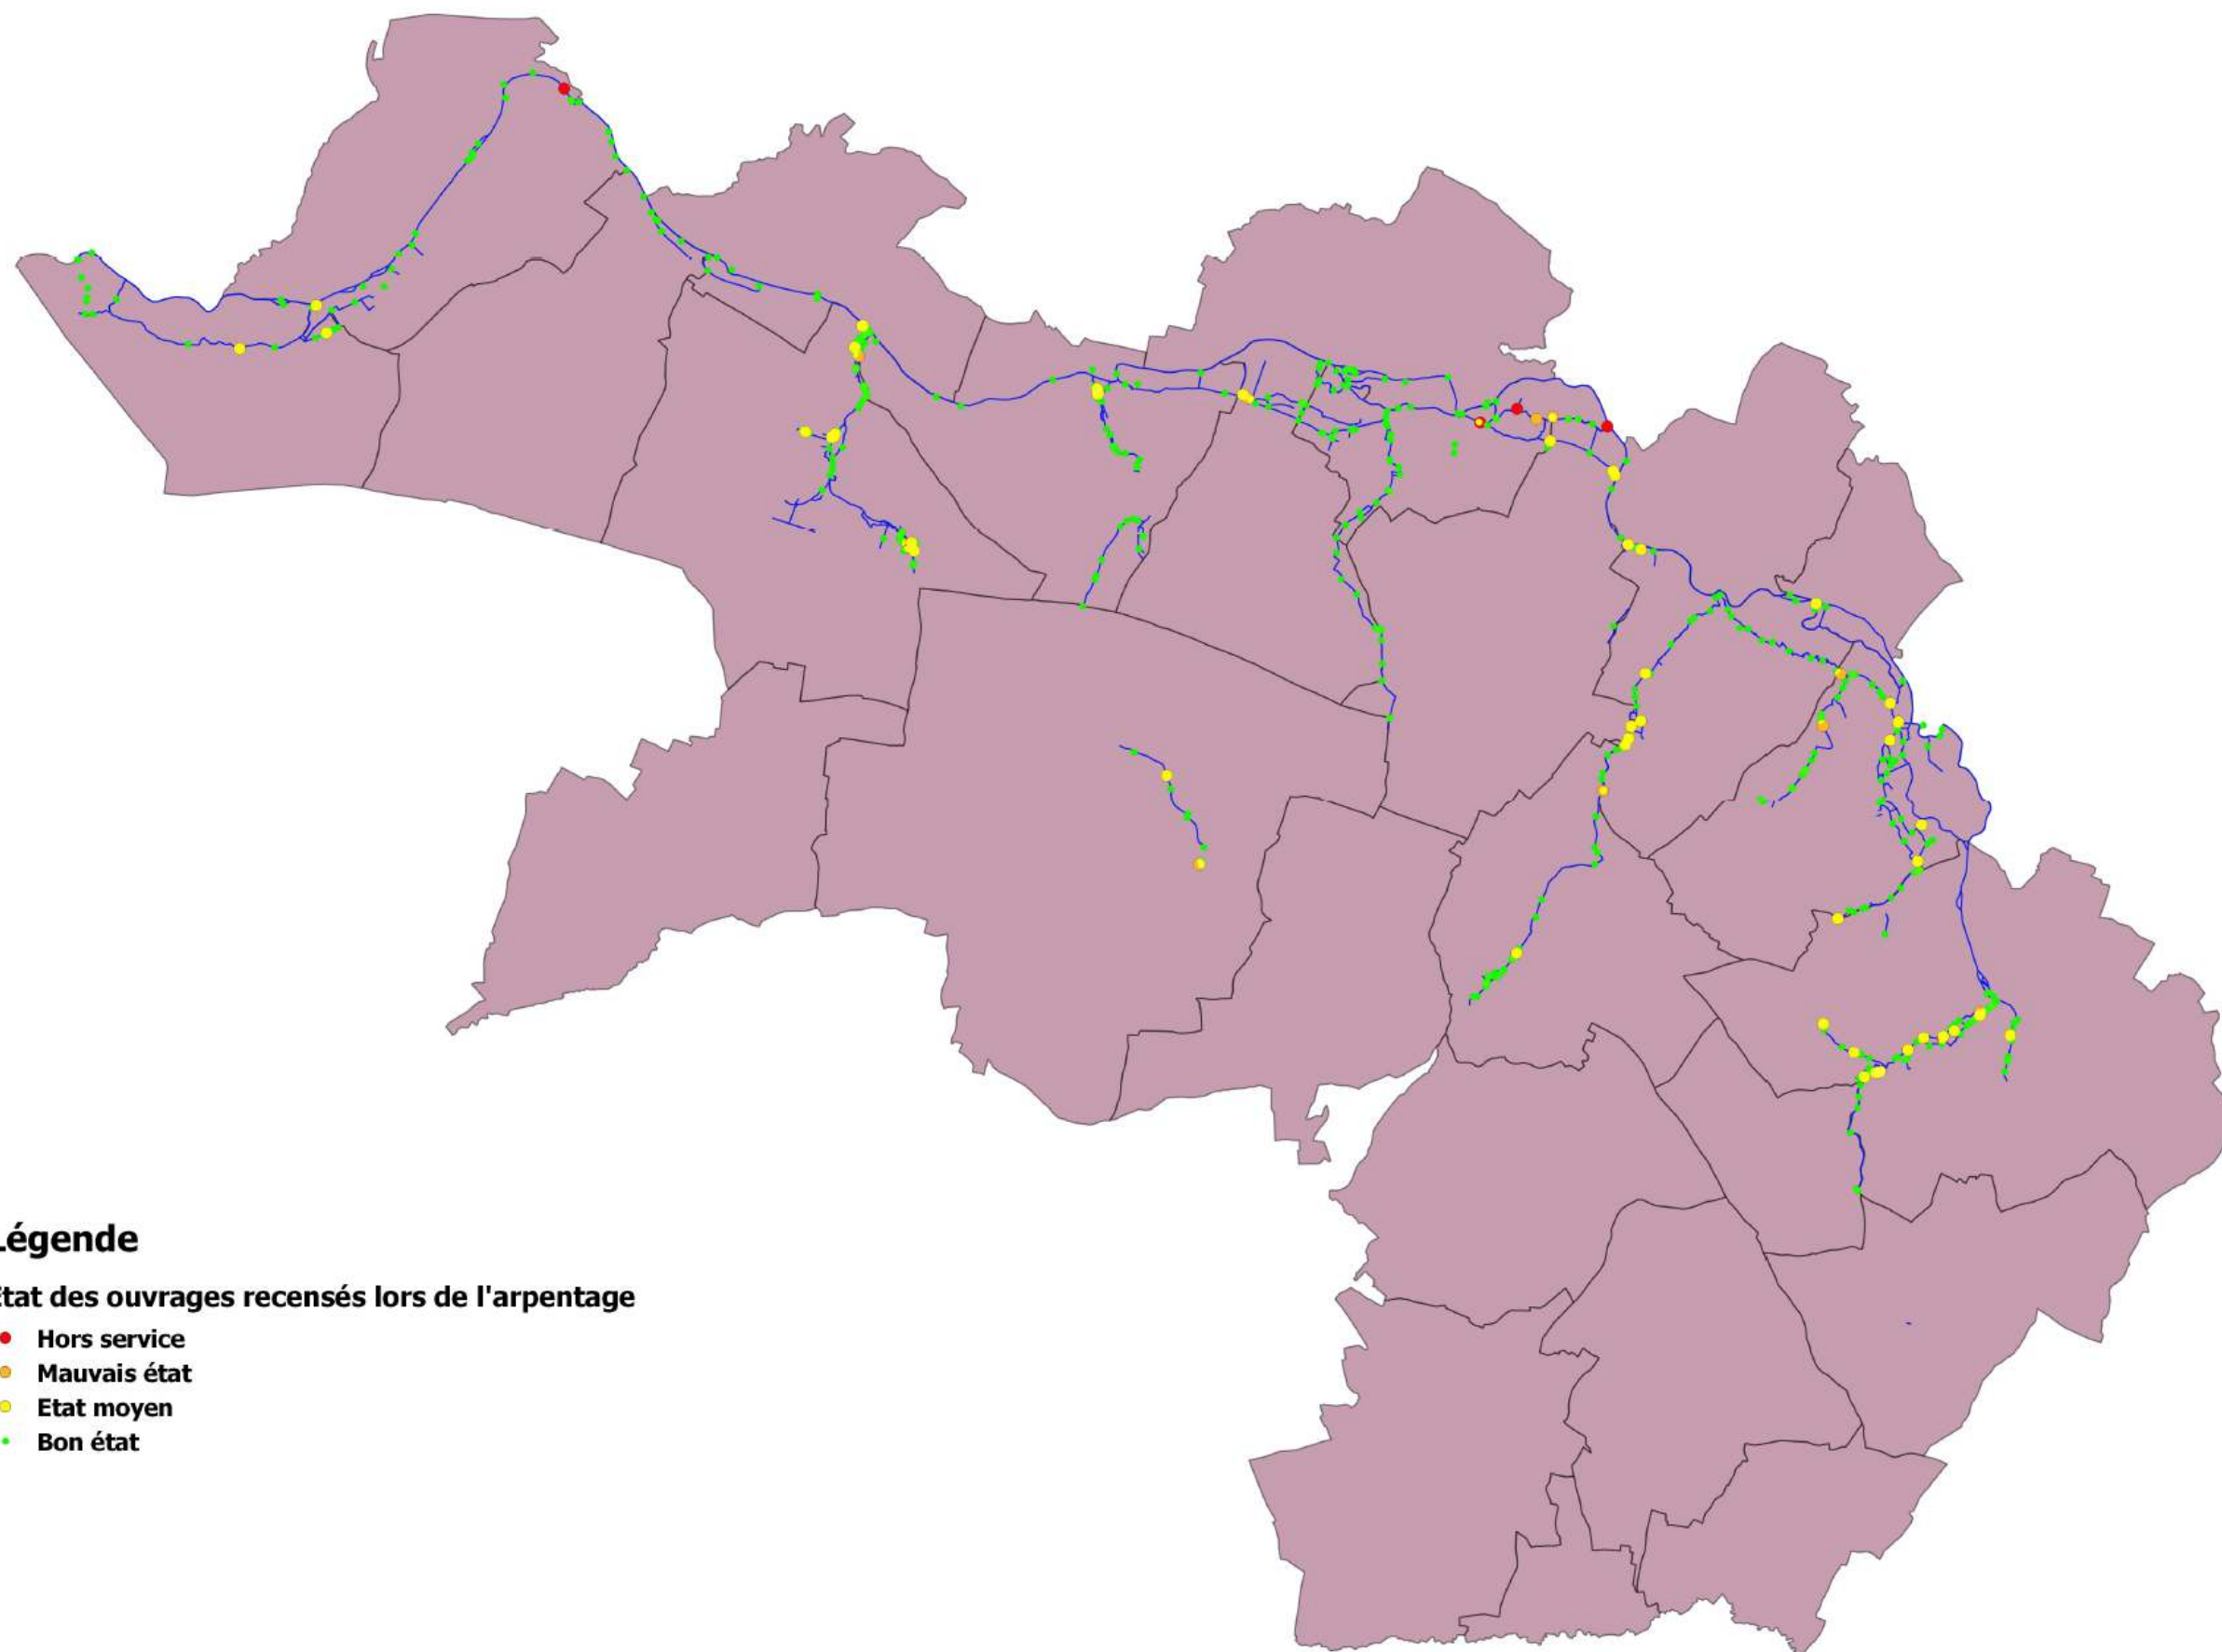 Légende
Etat des ouvrages recensés lors de l'arpentage
Hors service
Mauvais état
Etat moyen
Bon état